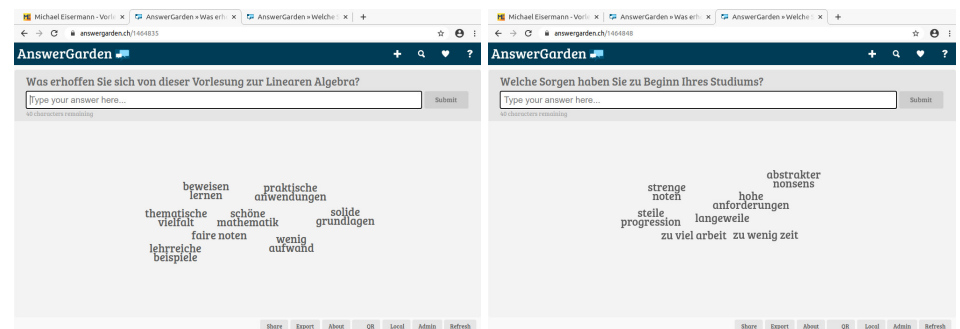 Michael Eisermann - Vorle × AnswerGarden » Was erho × AnswerGarden » Welche S × +
answergarden.ch/1464835
AnswerGarden
Was erhoffen Sie sich von dieser Vorlesung zur Linearen Algebra?
Type your answer here...
Submit
40 characters remaining
beweisen
lernen
praktische
anwendungen
thematische
vielfalt
schöne
mathematik
solide
grundlagen
faire noten
wenig
aufwand
lehrreiche
beispiele
Share Export About QR Local Admin Refresh
Michael Eisermann - Vorle × AnswerGarden » Was erho × AnswerGarden » Welche S × +
answergarden.ch/1464848
AnswerGarden
Welche Sorgen haben Sie zu Beginn Ihres Studiums?
Type your answer here...
Submit
40 characters remaining
abstrakter
nonsens
strenge
noten
hohe
anforderungen
steile
progression
langeweile
zu viel arbeit
zu wenig zeit
Share Export About QR Local Admin Refresh